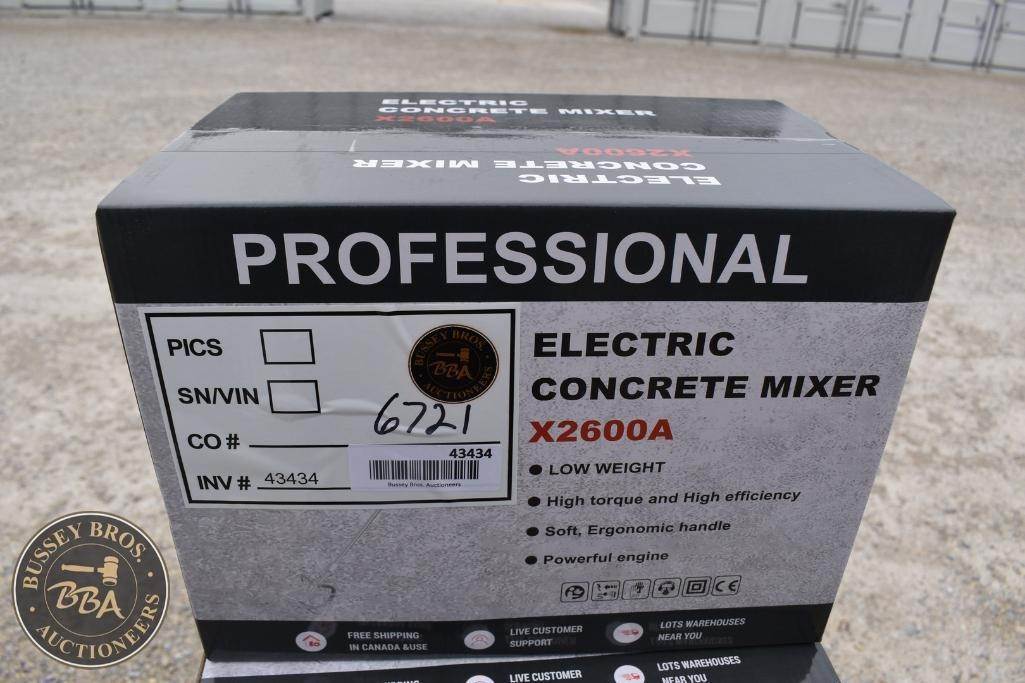 ELECTRIC
CONCRETE MIXER
X2600A
X2600A
CONCRETE MIXER
ELECTRIC
PROFESSIONAL
PICS
SN/VIN
CO #
INV # 43434
BUSSEY BROS.
BBA
AUCTIONEERS
6721
43434
Bussey Bros. Auctioneers
ELECTRIC
CONCRETE MIXER
X2600A
● LOW WEIGHT
● High torque and High efficiency
● Soft, Ergonomic handle
● Powerful engine
CE
FREE SHIPPING
IN CANADA &USE
LIVE CUSTOMER
SUPPORT
LOTS WAREHOUSES
NEAR YOU
LIVE CUSTOMER
LOTS WAREHOUSES
NEAR YOU
BUSSEY BROS.
BBA
AUCTIONEERS